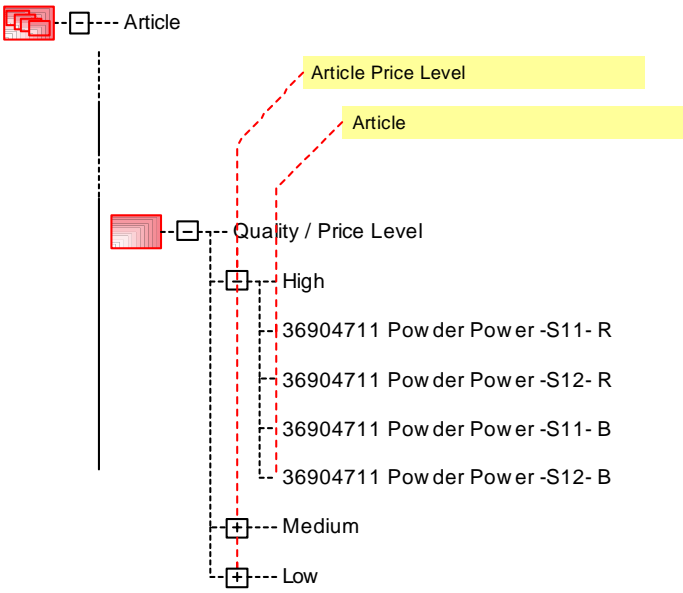 Article
Article Price Level
Article
Quality / Price Level
High
36904711 Powder Power -S11- R
36904711 Powder Power -S12- R
36904711 Powder Power -S11- B
36904711 Powder Power -S12- B
Medium
Low